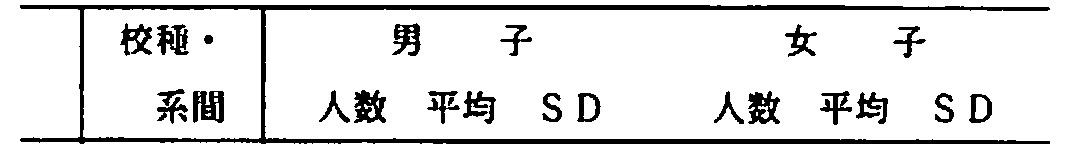 校種・ 男 子 女 子
系間 人数 平均 SD 人数 平均 SD